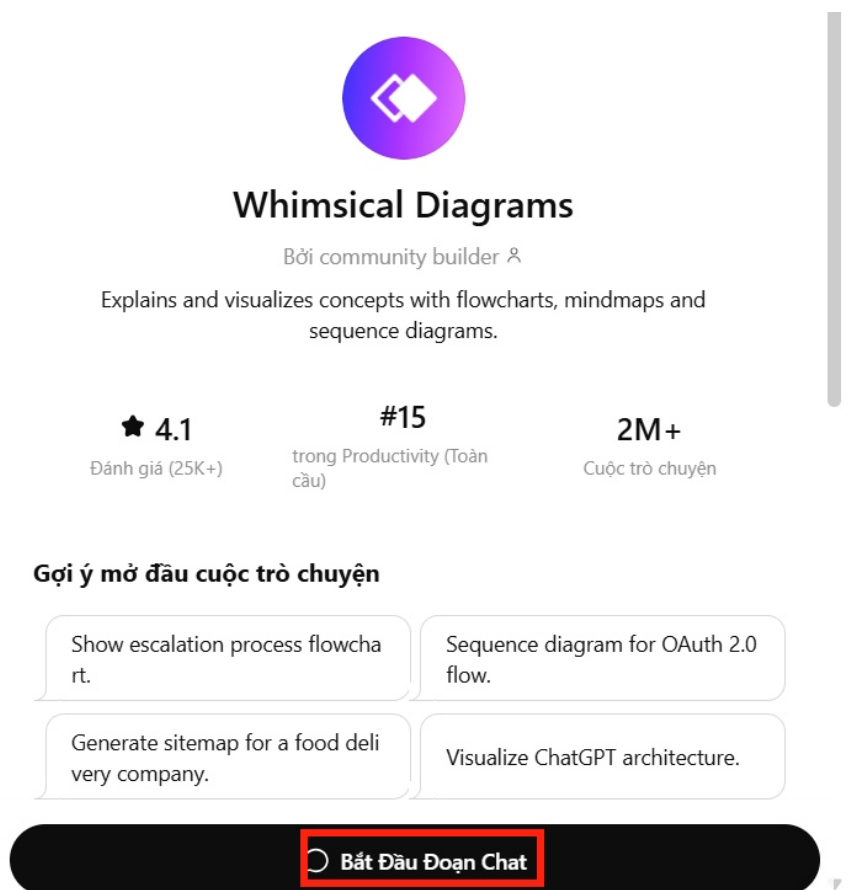 Whimsical Diagrams
Bởi community builder
Explains and visualizes concepts with flowcharts, mindmaps and
sequence diagrams.
4.1
Đánh giá (25K+)
#15
trong Productivity (Toàn
cầu)
2M+
Cuộc trò chuyện
Gợi ý mở đầu cuộc trò chuyện
Show escalation process flowcha
rt.
Sequence diagram for OAuth 2.0
flow.
Generate sitemap for a food deli
very company.
Visualize ChatGPT architecture.
Bắt Đầu Đoạn Chat